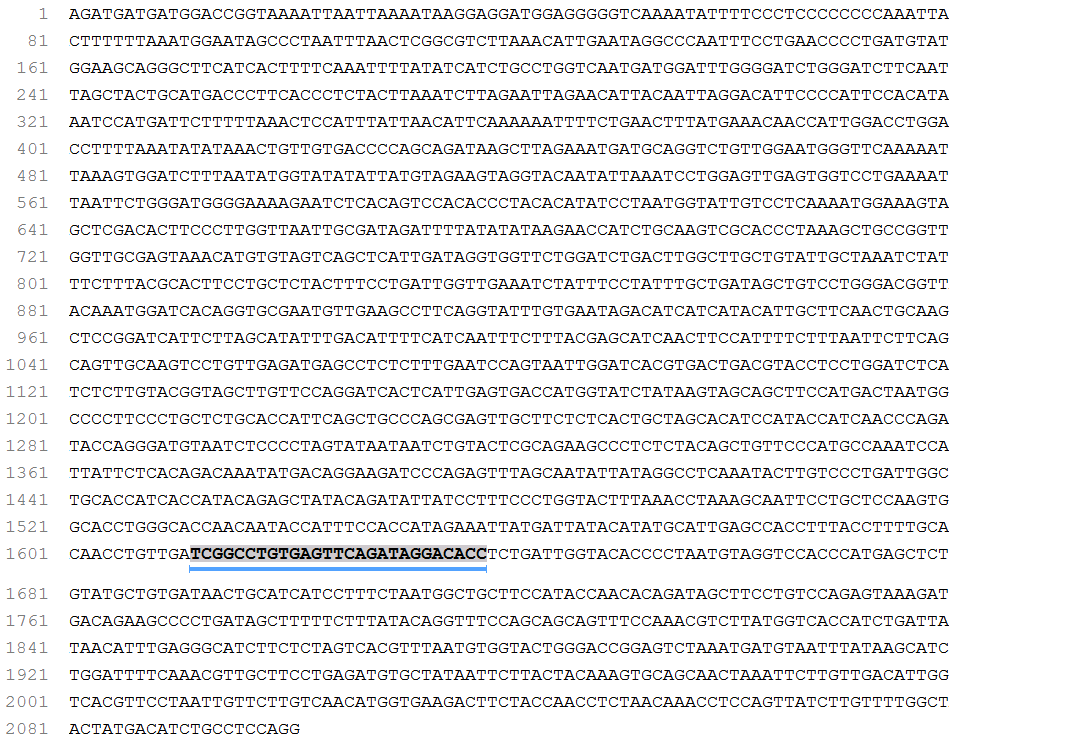 1 AGATGATGATGGACCGGTAAAATTAATTAAAATAAGGAGGATGGAGGGGGTCAAAATATTTTCCCTCCCCCCCCAAATTA
81 CTTTTTTAAATGGAATAGCCCTAATTTAACTCGGCGTCTTAAACATTGAATAGGCCCAATTTCCTGAACCCCTGATGTAT
161 GGAAGCAGGGCTTCATCACTTTTCAAATTTTATATCATCTGCCTGGTCAATGATGGATTTGGGGATCTGGGATCTTCAAT
241 TAGCTACTGCATGACCCTTCACCCTCTACTTAAATCTTAGAATTAGAACATTACAATTAGGACATTCCCCATTCCACATA
321 AATCCATGATTCTTTTTAAACTCCATTTATTAACATTCAAAAAATTTTCTGAACTTTATGAAACAACCATTGGACCTGGA
401 CCTTTTAAATATATAAACTGTTGTGACCCCAGCAGATAAGCTTAGAAATGATGCAGGTCTGTTGGAATGGGTTCAAAAAT
481 TAAAGTGGATCTTTAATATGGTATATATTATGTAGAAGTAGGTACAATATTAAATCCTGGAGTTGAGTGGTCCTGAAAAT
561 TAATTCTGGGATGGGGAAAAGAATCTCACAGTCCACACCCTACACATATCCTAATGGTATTGTCCTCAAAATGGAAAGTA
641 GCTCGACACTTCCCTTGGTTAATTGCGATAGATTTTATATATAAGAACCATCTGCAAGTCGCACCCTAAAGCTGCCGGTT
721 GGTTGCGAGTAAACATGTGTAGTCAGCTCATTGATAGGTGGTTCTGGATCTGACTTGGCTTGCTGTATTGCTAAATCTAT
801 TTCTTTACGCACTTCCTGCTCTACTTTCCTGATTGGTTGAAATCTATTTCCTATTTGCTGATAGCTGTCCTGGGACGGTT
881 ACAAATGGATCACAGGTGCGAATGTTGAAGCCTTCAGGTATTTGTGAATAGACATCATCATACATTGCTTCAACTGCAAG
961 CTCCGGATCATTCTTAGCATATTTGACATTTTCATCAATTTCTTTACGAGCATCAACTTCCATTTTCTTTAATTCTTCAG
1041 CAGTTGCAAGTCCTGTTGAGATGAGCCTCTCTTTGAATCCAGTAATTGGATCACGTGACTGACGTACCTCCTGGATCTCA
1121 TCTCTTGTACGGTAGCTTGTTCCAGGATCACTCATTGAGTGACCATGGTATCTATAAGTAGCAGCTTCCATGACTAATGG
1201 CCCCTTCCCTGCTCTGCACCATTCAGCTGCCCAGCGAGTTGCTTCTCTCACTGCTAGCACATCCATACCATCAACCCAGA
1281 TACCAGGGATGTAATCTCCCCTAGTATAATAATCTGTACTCGCAGAAGCCCTCTCTACAGCTGTTCCCATGCCAAATCCA
1361 TTATTCTCACAGACAAATATGACAGGAAGATCCCAGAGTTTAGCAATATTATAGGCCTCAAATACTTGTCCCTGATTGGC
1441 TGCACCATCACCATACAGAGCTATACAGATTATTATCCTTTCCCTGGTACTTTAAACCTAAAGCAATTCCTGCTCCAAGTG
1521 GCACCTGGGCACCAACAATACCATTTCCACCATAGAAATTATGATTATACATATGCATTGAGCCACCTTTACCTTTTGCA
1601 CAACCTGTTGATCGGCCTGTGAGTTCAGATAGGACACCTCTGATTGGTACACCCCTAATGTAGGTCCACCCATGAGCTCT
1681 GTATGCTGTGATAACTGCATCATCCTTTCTAATGGCTGCTTCCATACCAACACAGATAGCTTCCTGTCCAGAGTAAAGAT
1761 GACAGAAGCCCCTGATAGCTTTTTCTTTATACAGGTTTCCAGCAGCAGTTTCCAAACGTCTTATGGTCACCATCTGATTA
1841 TAACATTTGAGGGCATCTTCTCTAGTCACGTTTAATGTGGTACTGGGACCGGAGTCTAAATGATGTAATTTATAAGCATC
1921 TGGATTTTCAAACGTTGCTTCCTGAGATGTGCTATAATTCTTACTACAAAGTGCAGCAACTAAATTCTTGTTGACATTGG
2001 TCACGTTCCTAATTGTTCTTGTCAACATGGTGAAGACTTCTACCAACCTCTAACAAACCTCCAGTTATCTTGTTTTGGCT
2081 ACTATGACATCTGCCTCCAGG